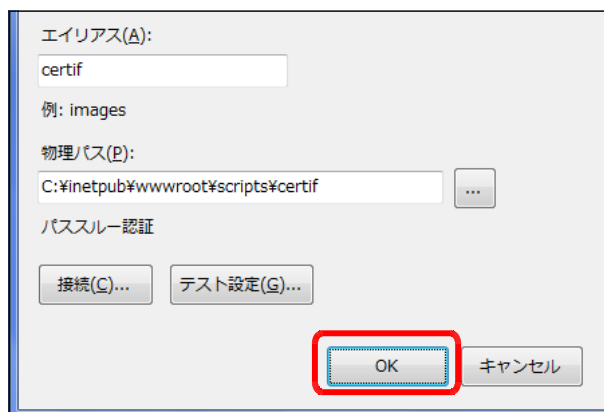 エイリアス(A):
certif
例: images
物理パス(P):
C:¥inetpub¥wwwroot¥scripts¥certif
...
パススルー認証
接続(C)... テスト設定(G)...
OK キャンセル